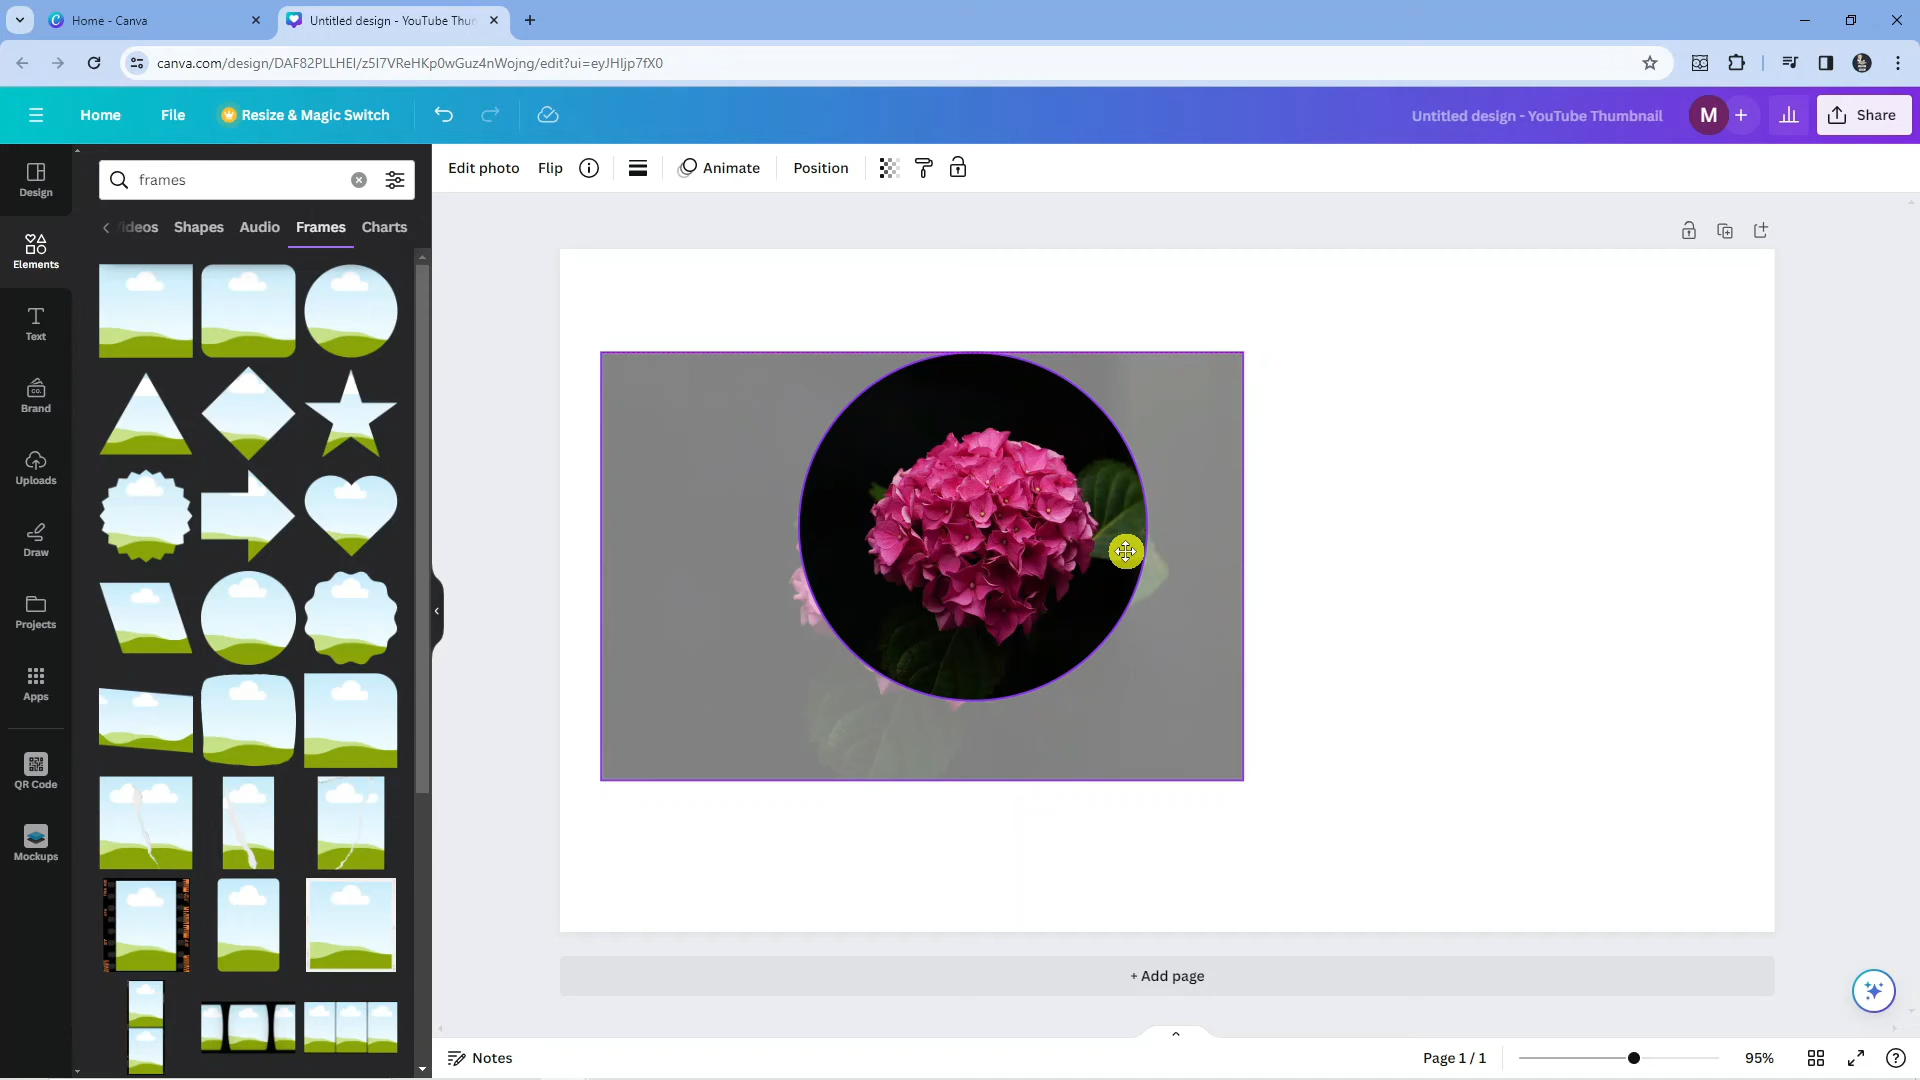 Home - Canva
Untitled design - YouTube Thu
canva.com/design/DAF82PLLHEI/z5I7VReHKp0wGuz4nWojng/edit?ui=eyJHIjp7fX0
Home
File
Resize & Magic Switch
Untitled design - YouTube Thumbnail
M
Share
Design
Elements
Text
Brand
Uploads
Draw
Projects
Apps
QR Code
Mockups
frames
Videos
Shapes
Audio
Frames
Charts
Edit photo
Flip
Animate
Position
+ Add page
Notes
Page 1 / 1
95%